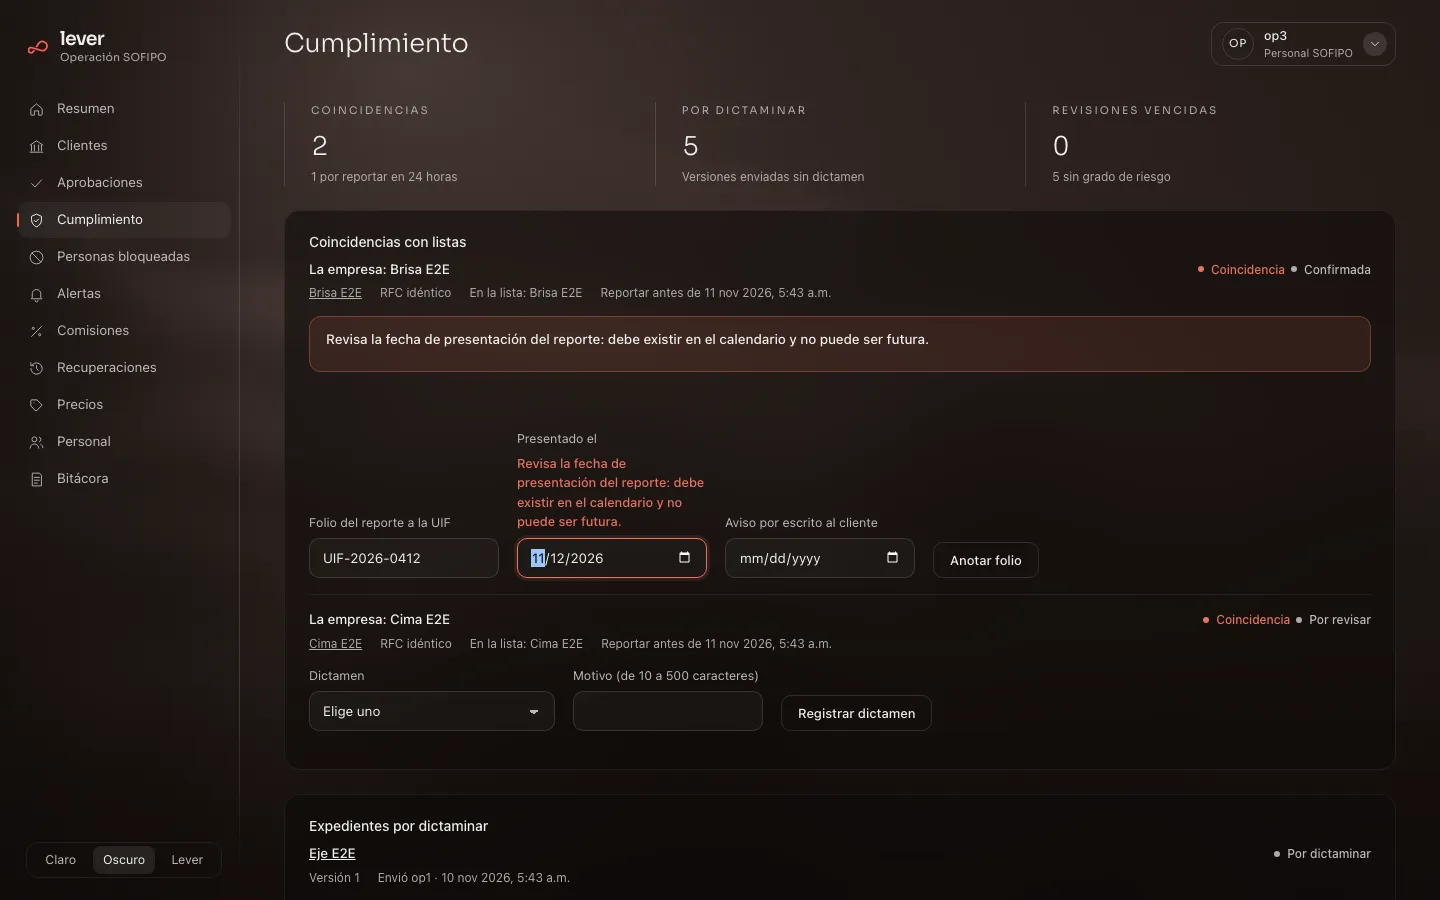 lever
Operación SOFIPO
Resumen
Clientes
Aprobaciones
Cumplimiento
Personas bloqueadas
Alertas
Comisiones
Recuperaciones
Precios
Personal
Bitácora
Claro Oscuro Lever
Cumplimiento
OP op3
Personal SOFIPO
COINCIDENCIAS
2
1 por reportar en 24 horas
POR DICTAMINAR
5
Versiones enviadas sin dictamen
REVISIONES VENCIDAS
0
5 sin grado de riesgo
Coincidencias con listas
La empresa: Brisa E2E
Coincidencia Confirmada
Brisa E2E RFC idéntico En la lista: Brisa E2E Reportar antes de 11 nov 2026, 5:43 a.m.
Revisa la fecha de presentación del reporte: debe existir en el calendario y no puede ser futura.
Folio del reporte a la UIF
UIF-2026-0412
Presentado el
Revisa la fecha de
presentación del reporte: debe
existir en el calendario y no
puede ser futura.
11/12/2026
Aviso por escrito al cliente
mm/dd/yyyy
Anotar folio
La empresa: Cima E2E
Coincidencia Por revisar
Cima E2E RFC idéntico En la lista: Cima E2E Reportar antes de 11 nov 2026, 5:43 a.m.
Dictamen
Elige uno
Motivo (de 10 a 500 caracteres)
Registrar dictamen
Expedientes por dictaminar
Eje E2E
Por dictaminar
Versión 1 Envió op1 · 10 nov 2026, 5:43 a.m.